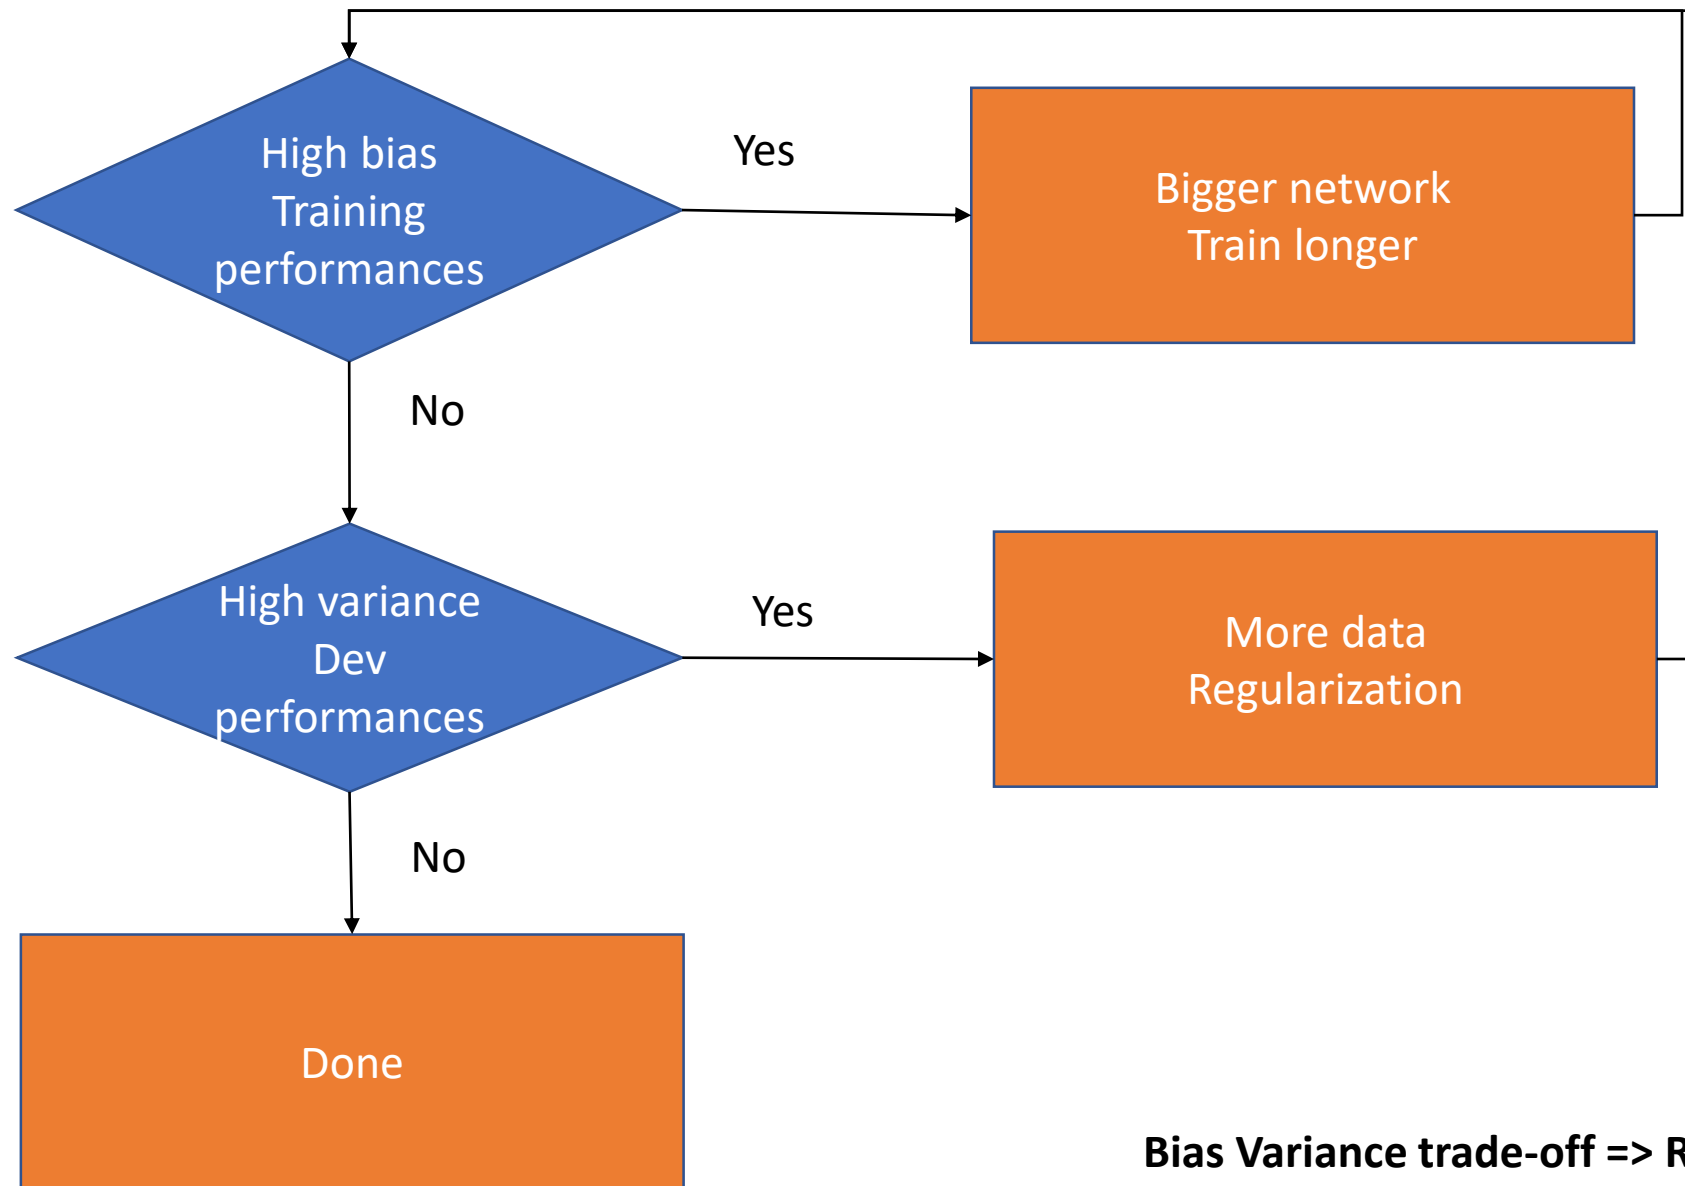 High bias
Training
performances
Yes
Bigger network
Train longer
No
High variance
Dev
performances
Yes
More data
Regularization
No
Done
Bias Variance trade-off =>